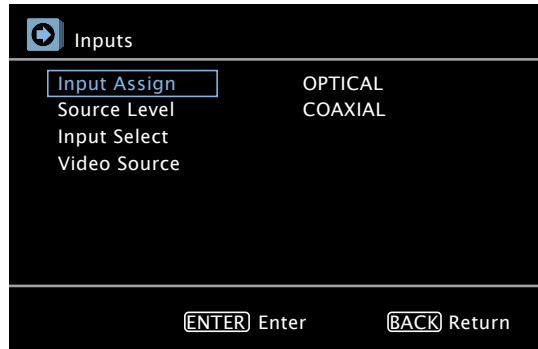 Inputs
Input Assign OPTICAL
Source Level COAXIAL
Input Select
Video Source
ENTER Enter BACK Return